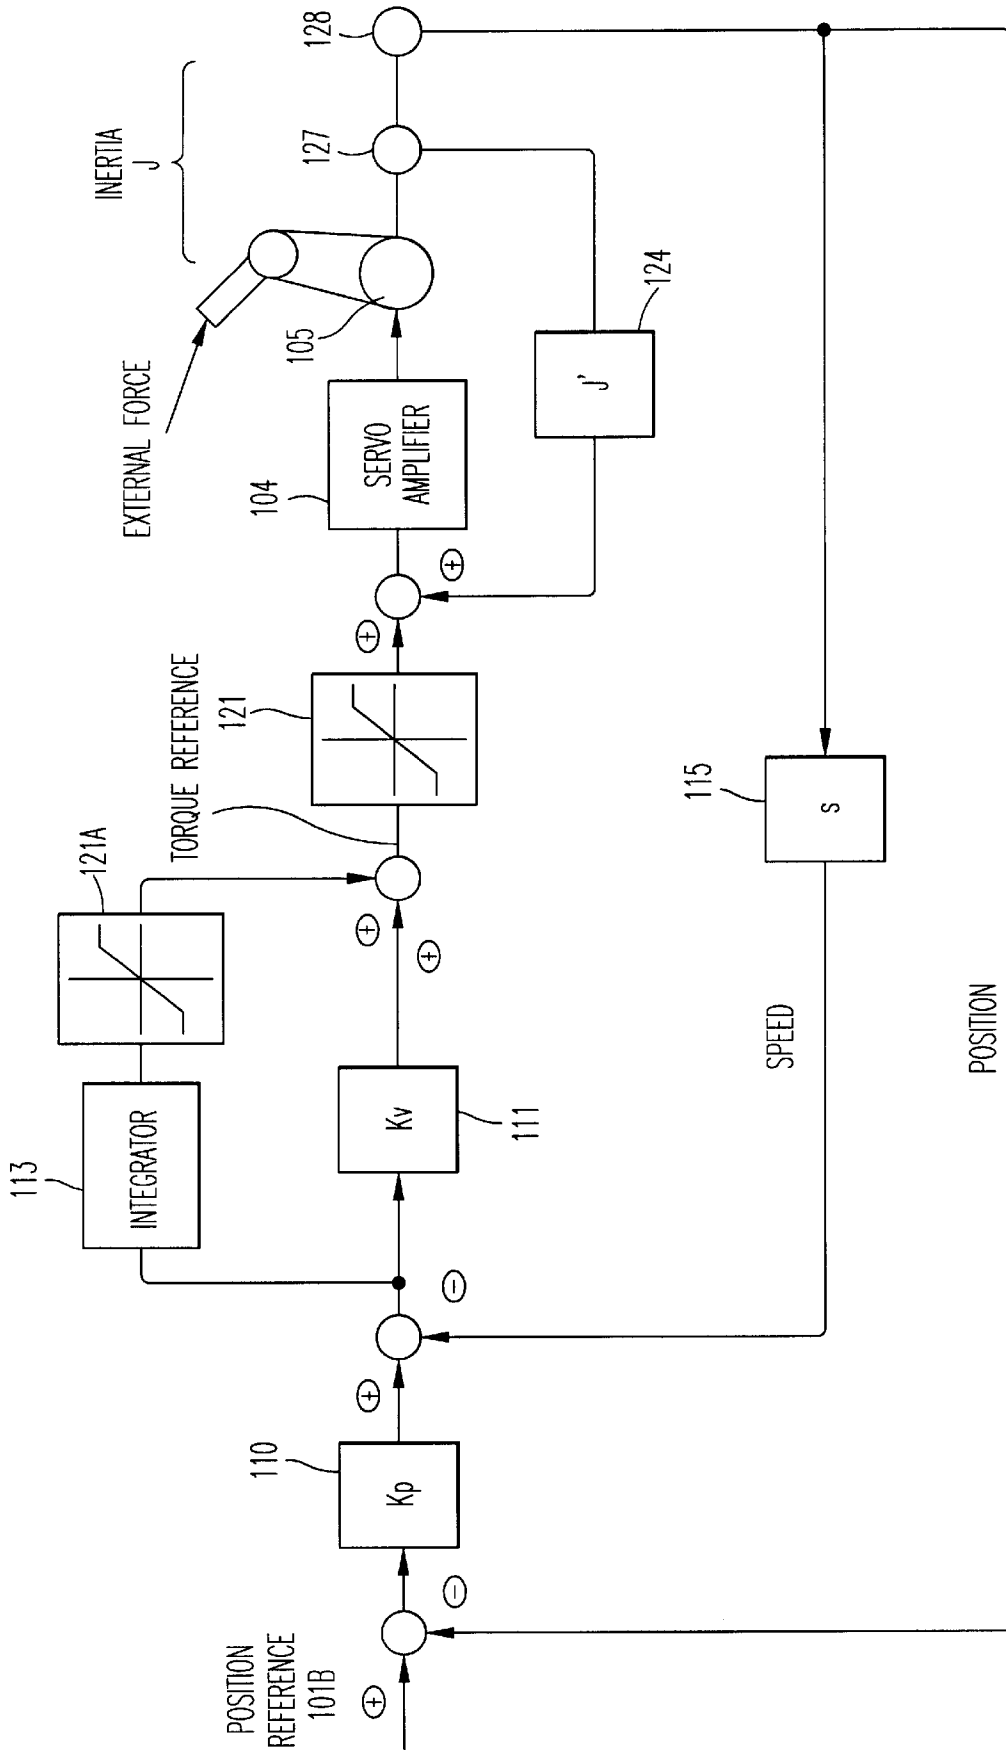 POSITION
REFERENCE
101B
+
−
110
Kp
+
−
113
INTEGRATOR
Kv
111
121A
+
+
TORQUE REFERENCE
121
+
+
104
SERVO
AMPLIFIER
EXTERNAL FORCE
105
INERTIA
J
127
128
124
J'
115
s
SPEED
POSITION